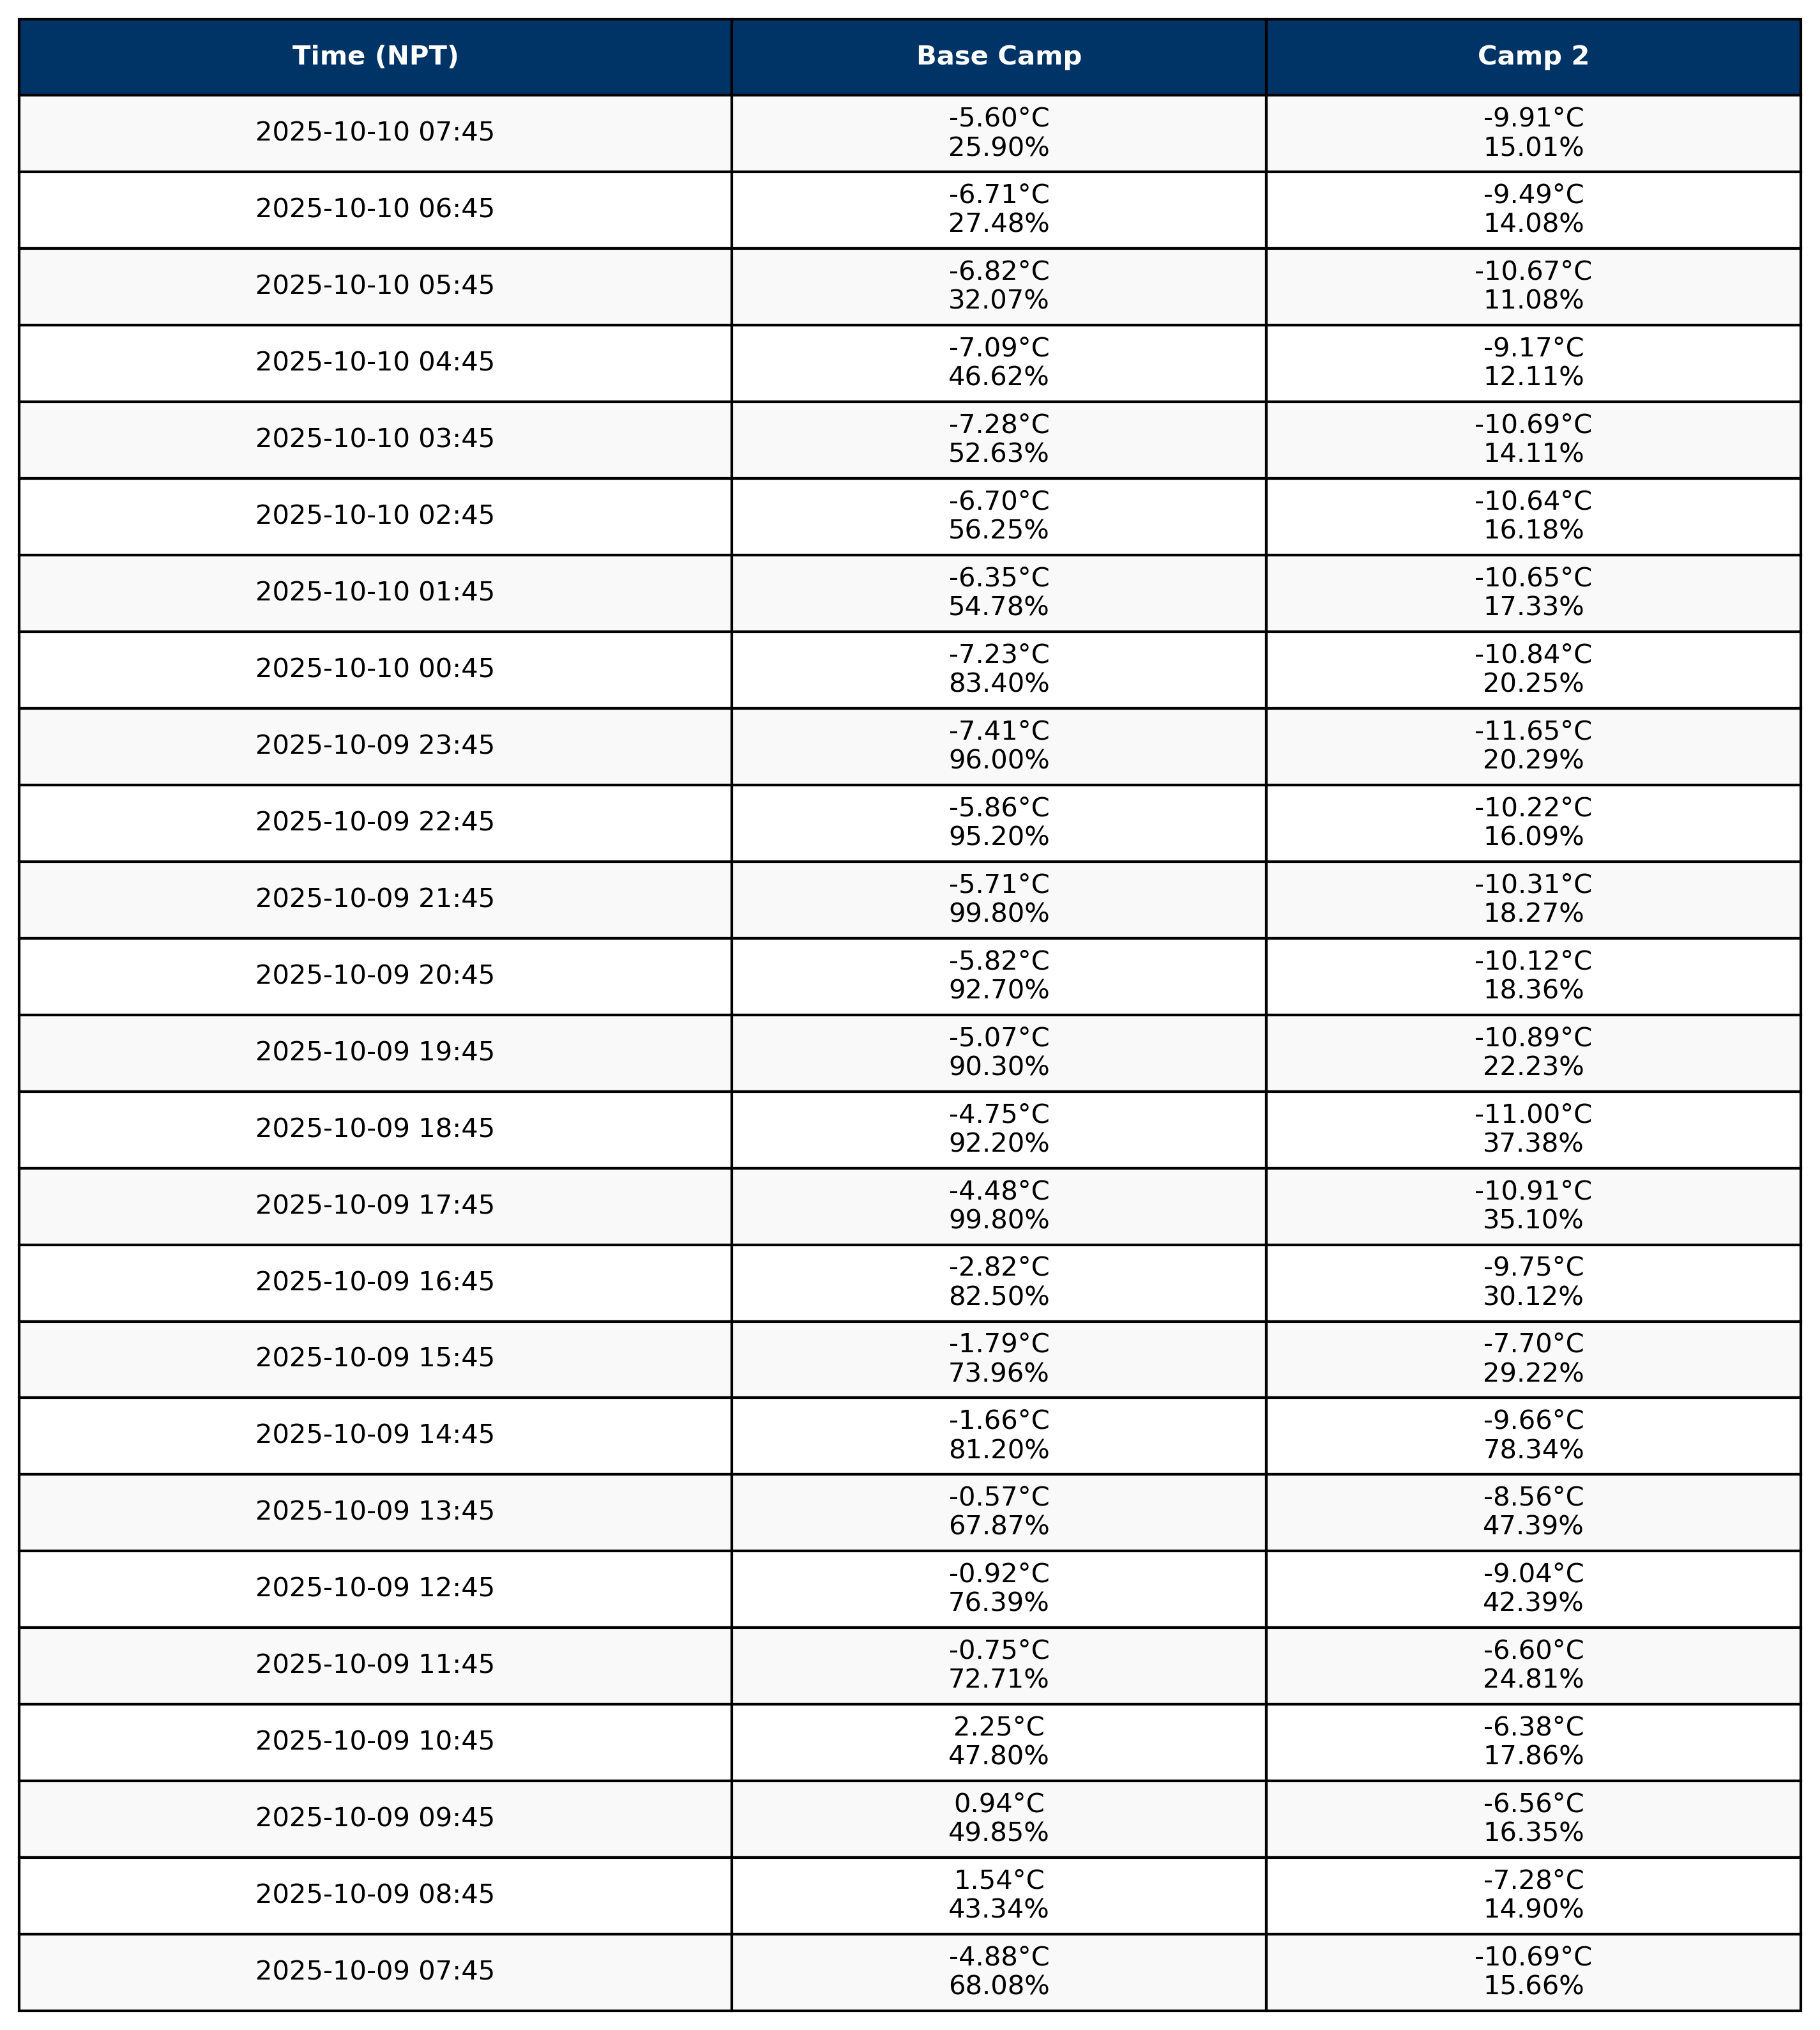 Time (NPT) Base Camp Camp 2
2025-10-10 07:45 -5.60°C -9.91°C
25.90% 15.01%
2025-10-10 06:45 -6.71°C -9.49°C
27.48% 14.08%
2025-10-10 05:45 -6.82°C -10.67°C
32.07% 11.08%
2025-10-10 04:45 -7.09°C -9.17°C
46.62% 12.11%
2025-10-10 03:45 -7.28°C -10.69°C
52.63% 14.11%
2025-10-10 02:45 -6.70°C -10.64°C
56.25% 16.18%
2025-10-10 01:45 -6.35°C -10.65°C
54.78% 17.33%
2025-10-10 00:45 -7.23°C -10.84°C
83.40% 20.25%
2025-10-09 23:45 -7.41°C -11.65°C
96.00% 20.29%
2025-10-09 22:45 -5.86°C -10.22°C
95.20% 16.09%
2025-10-09 21:45 -5.71°C -10.31°C
99.80% 18.27%
2025-10-09 20:45 -5.82°C -10.12°C
92.70% 18.36%
2025-10-09 19:45 -5.07°C -10.89°C
90.30% 22.23%
2025-10-09 18:45 -4.75°C -11.00°C
92.20% 37.38%
2025-10-09 17:45 -4.48°C -10.91°C
99.80% 35.10%
2025-10-09 16:45 -2.82°C -9.75°C
82.50% 30.12%
2025-10-09 15:45 -1.79°C -7.70°C
73.96% 29.22%
2025-10-09 14:45 -1.66°C -9.66°C
81.20% 78.34%
2025-10-09 13:45 -0.57°C -8.56°C
67.87% 47.39%
2025-10-09 12:45 -0.92°C -9.04°C
76.39% 42.39%
2025-10-09 11:45 -0.75°C -6.60°C
72.71% 24.81%
2025-10-09 10:45 2.25°C -6.38°C
47.80% 17.86%
2025-10-09 09:45 0.94°C -6.56°C
49.85% 16.35%
2025-10-09 08:45 1.54°C -7.28°C
43.34% 14.90%
2025-10-09 07:45 -4.88°C -10.69°C
68.08% 15.66%